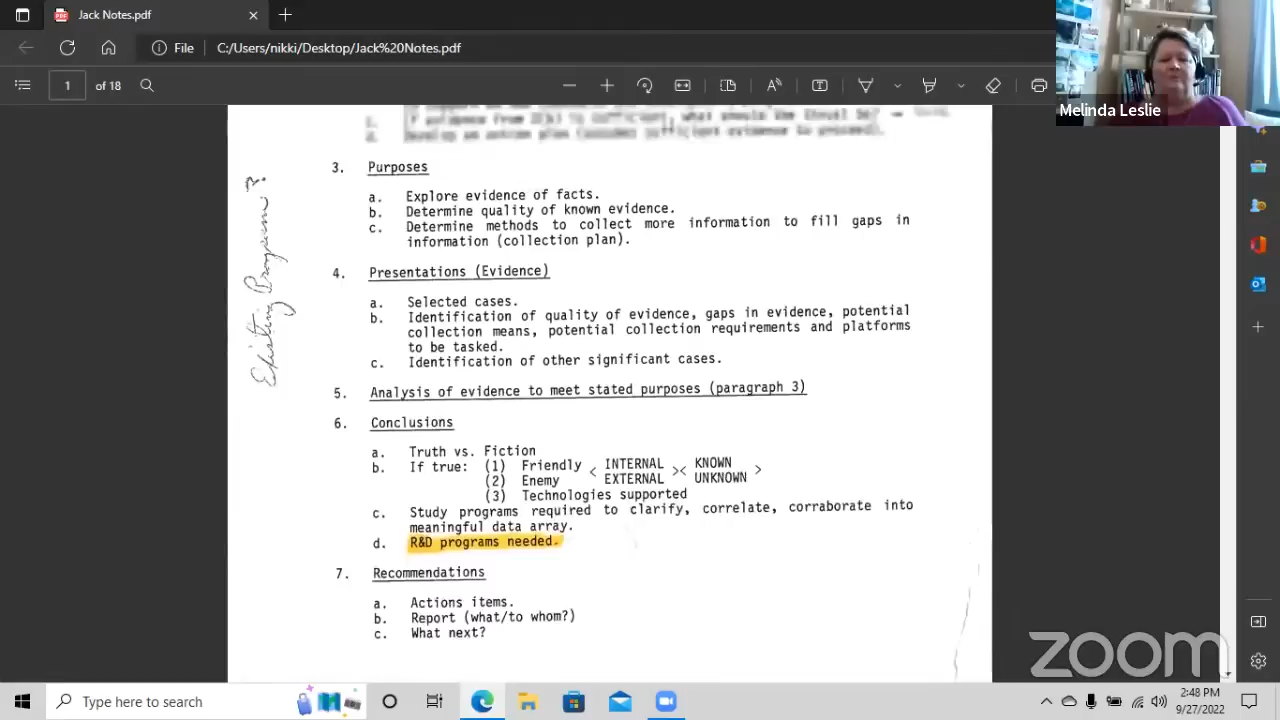 Jack Notes.pdf
File C:/Users/nikki/Desktop/Jack%20Notes.pdf
1 of 18
Melinda Leslie
Existing Program ?
3. Purposes
a. Explore evidence of facts.
b. Determine quality of known evidence.
c. Determine methods to collect more information to fill gaps in
information (collection plan).
4. Presentations (Evidence)
a. Selected cases.
b. Identification of quality of evidence, gaps in evidence, potential
collection means, potential collection requirements and platforms
to be tasked.
c. Identification of other significant cases.
5. Analysis of evidence to meet stated purposes (paragraph 3)
6. Conclusions
a. Truth vs. Fiction
b. If true: (1) Friendly < INTERNAL >< KNOWN >
(2) Enemy EXTERNAL UNKNOWN
(3) Technologies supported
c. Study programs required to clarify, correlate, corraborate into
meaningful data array.
d. R&D programs needed.
7. Recommendations
a. Actions items.
b. Report (what/to whom?)
c. What next?
zoom
Type here to search
2:48 PM
9/27/2022